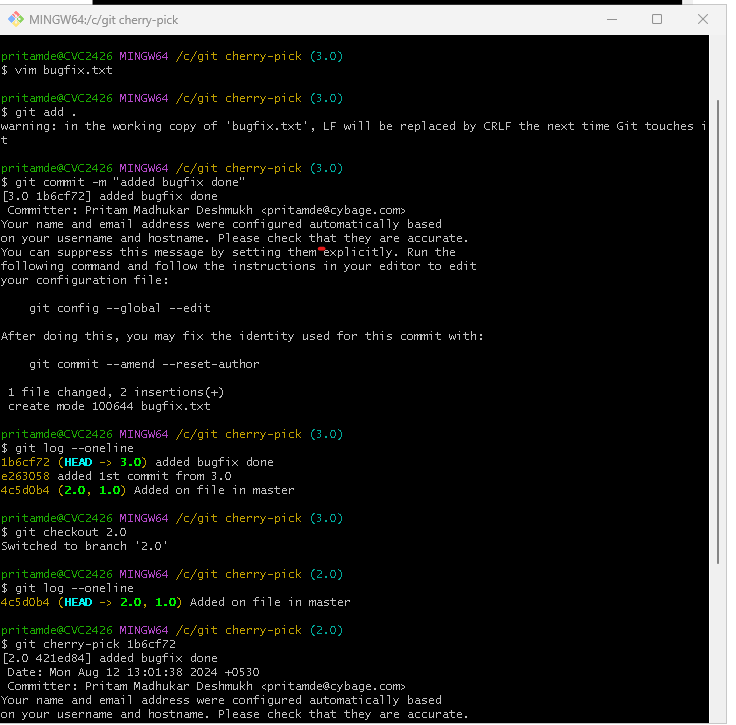 MINGW64:/c/git cherry-pick
pritamde@CVC2426 MINGW64 /c/git cherry-pick (3.0)
$ vim bugfix.txt
pritamde@CVC2426 MINGW64 /c/git cherry-pick (3.0)
$ git add .
warning: in the working copy of 'bugfix.txt', LF will be replaced by CRLF the next time Git touches i
t
pritamde@CVC2426 MINGW64 /c/git cherry-pick (3.0)
$ git commit -m "added bugfix done"
[3.0 1b6cf72] added bugfix done
 Committer: Pritam Madhukar Deshmukh <pritamde@cybage.com>
Your name and email address were configured automatically based
on your username and hostname. Please check that they are accurate.
You can suppress this message by setting them explicitly. Run the
following command and follow the instructions in your editor to edit
your configuration file:
    git config --global --edit
After doing this, you may fix the identity used for this commit with:
    git commit --amend --reset-author
 1 file changed, 2 insertions(+)
 create mode 100644 bugfix.txt
pritamde@CVC2426 MINGW64 /c/git cherry-pick (3.0)
$ git log --oneline
1b6cf72 (HEAD -> 3.0) added bugfix done
e263058 added 1st commit from 3.0
4c5d0b4 (2.0, 1.0) Added on file in master
pritamde@CVC2426 MINGW64 /c/git cherry-pick (3.0)
$ git checkout 2.0
Switched to branch '2.0'
pritamde@CVC2426 MINGW64 /c/git cherry-pick (2.0)
$ git log --oneline
4c5d0b4 (HEAD -> 2.0, 1.0) Added on file in master
pritamde@CVC2426 MINGW64 /c/git cherry-pick (2.0)
$ git cherry-pick 1b6cf72
[2.0 421ed84] added bugfix done
 Date: Mon Aug 12 13:01:38 2024 +0530
 Committer: Pritam Madhukar Deshmukh <pritamde@cybage.com>
Your name and email address were configured automatically based
on your username and hostname. Please check that they are accurate.